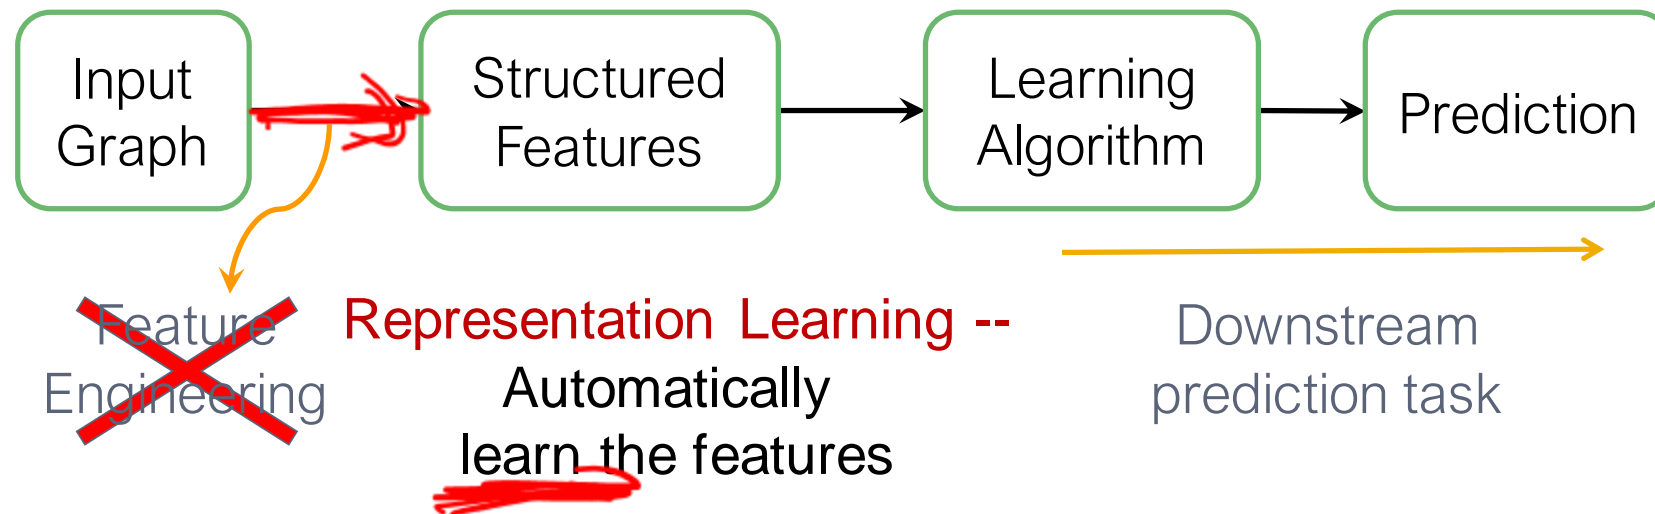 Input
Graph
Structured
Features
Learning
Algorithm
Prediction
Feature
Engineering
Representation Learning --
Automatically
learn the features
Downstream
prediction task